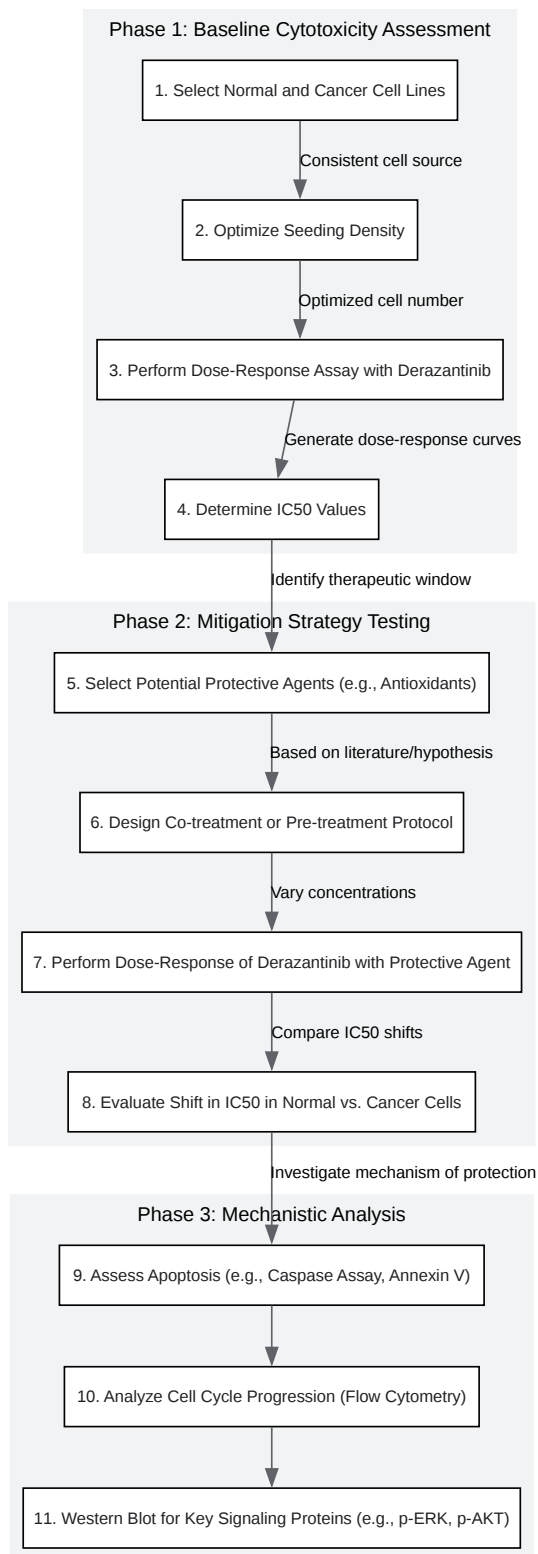 Phase 1: Baseline Cytotoxicity Assessment
1. Select Normal and Cancer Cell Lines
Consistent cell source
2. Optimize Seeding Density
Optimized cell number
3. Perform Dose-Response Assay with Derazantinib
Generate dose-response curves
4. Determine IC50 Values
Identify therapeutic window
Phase 2: Mitigation Strategy Testing
5. Select Potential Protective Agents (e.g., Antioxidants)
Based on literature/hypothesis
6. Design Co-treatment or Pre-treatment Protocol
Vary concentrations
7. Perform Dose-Response of Derazantinib with Protective Agent
Compare IC50 shifts
8. Evaluate Shift in IC50 in Normal vs. Cancer Cells
Investigate mechanism of protection
Phase 3: Mechanistic Analysis
9. Assess Apoptosis (e.g., Caspase Assay, Annexin V)
10. Analyze Cell Cycle Progression (Flow Cytometry)
11. Western Blot for Key Signaling Proteins (e.g., p-ERK, p-AKT)